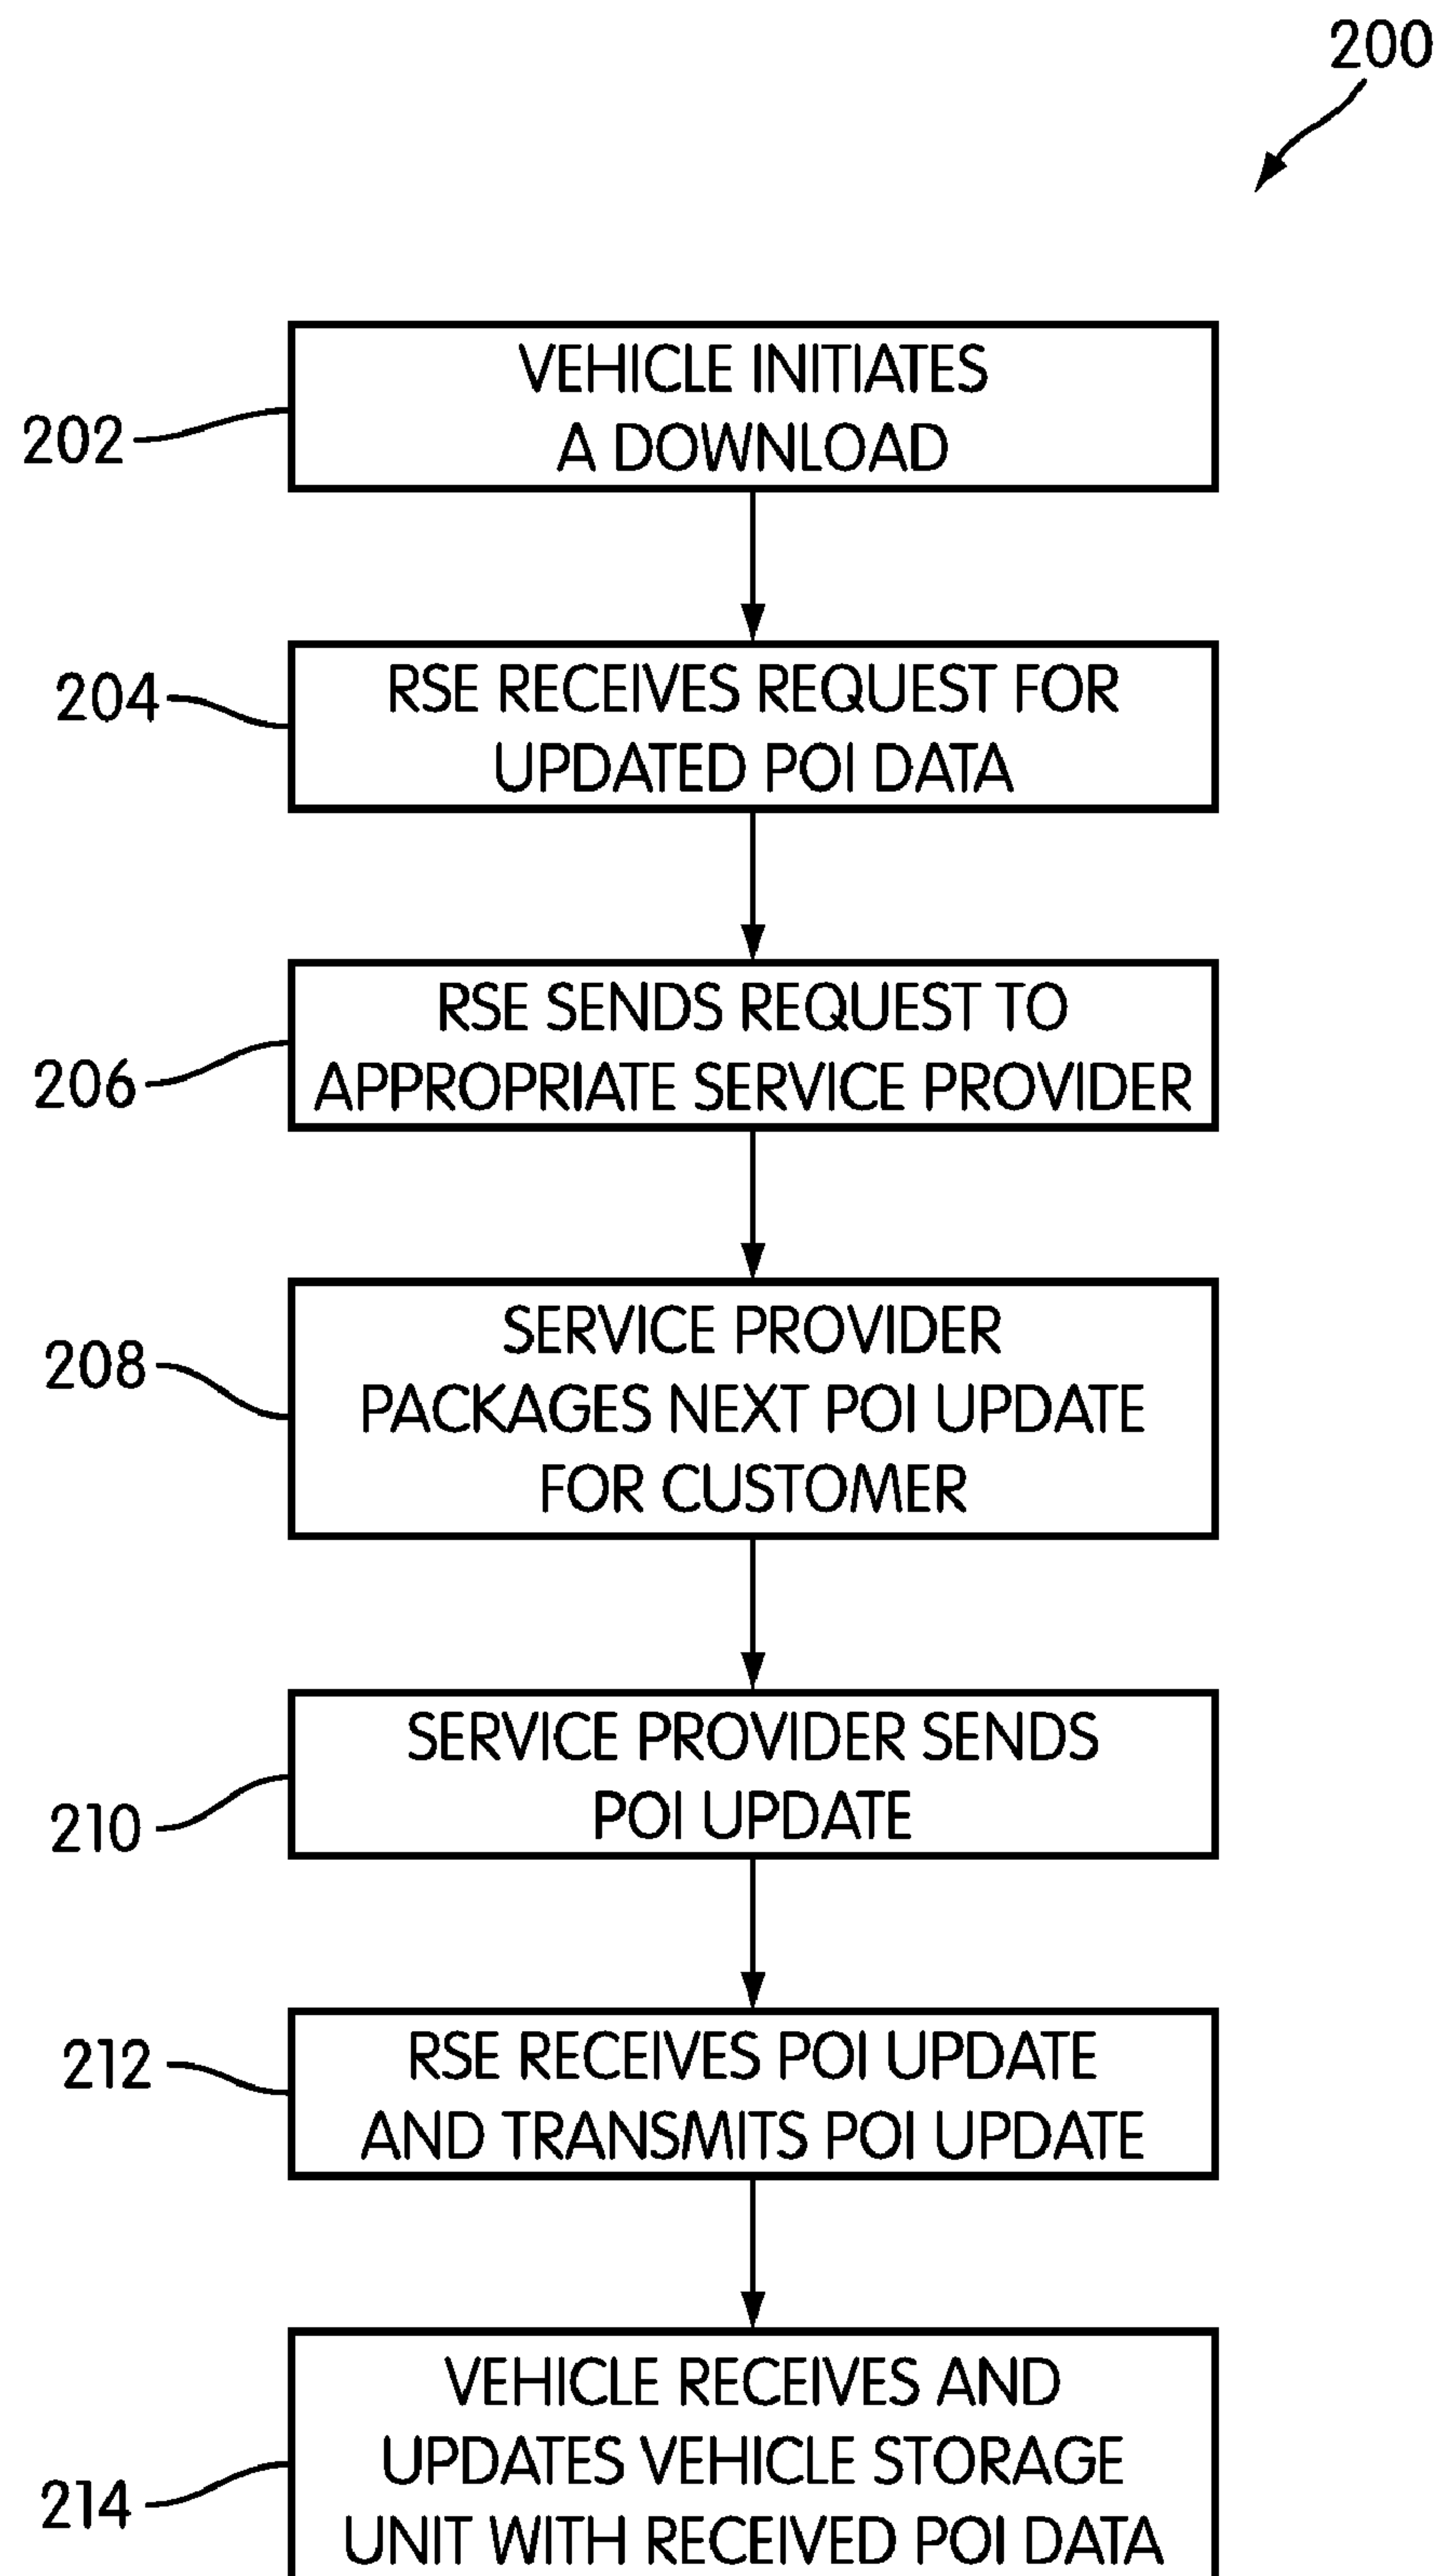 200
202
VEHICLE INITIATES
A DOWNLOAD
204
RSE RECEIVES REQUEST FOR
UPDATED POI DATA
206
RSE SENDS REQUEST TO
APPROPRIATE SERVICE PROVIDER
208
SERVICE PROVIDER
PACKAGES NEXT POI UPDATE
FOR CUSTOMER
210
SERVICE PROVIDER SENDS
POI UPDATE
212
RSE RECEIVES POI UPDATE
AND TRANSMITS POI UPDATE
214
VEHICLE RECEIVES AND
UPDATES VEHICLE STORAGE
UNIT WITH RECEIVED POI DATA